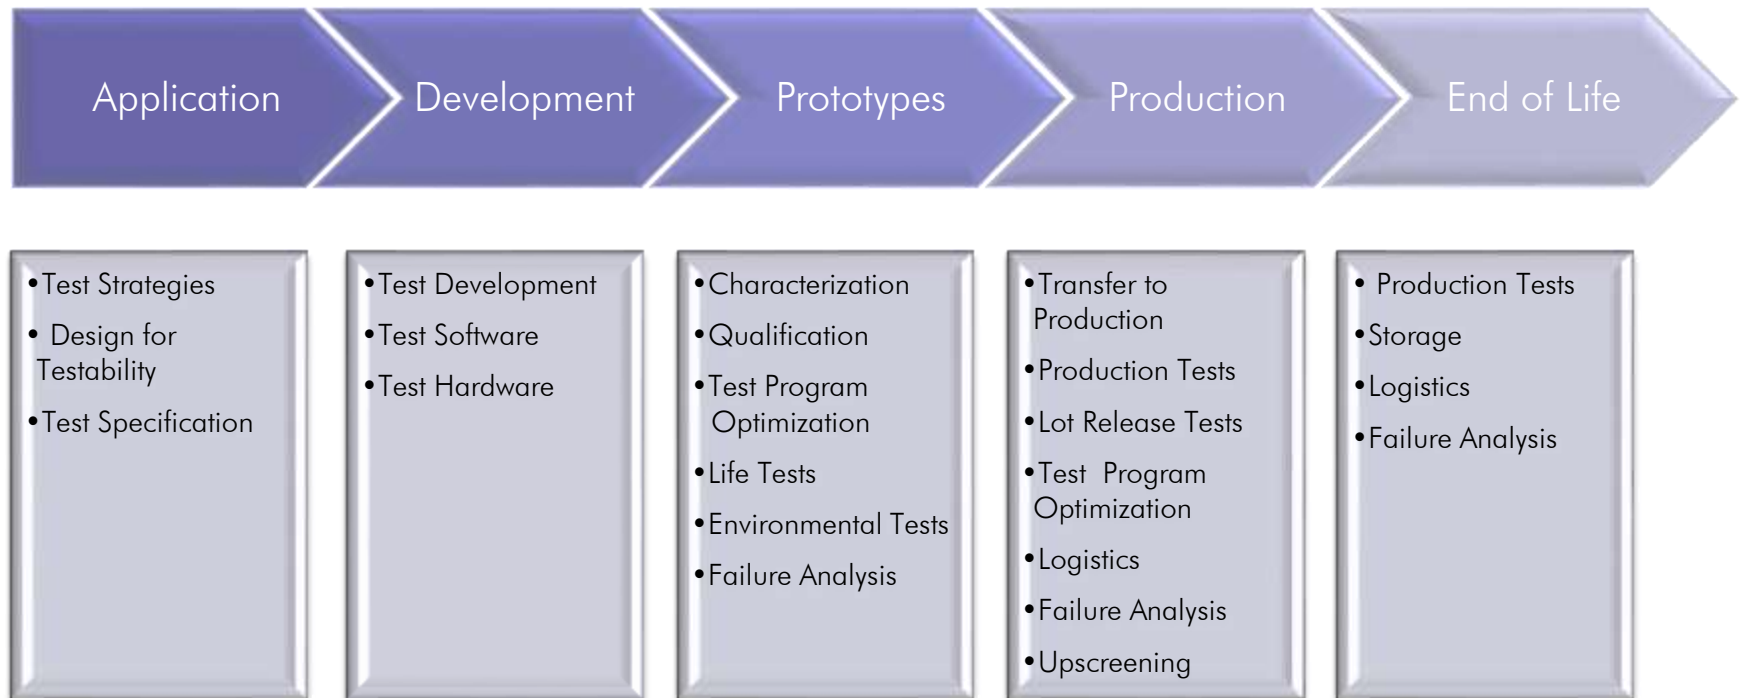 Application
Development
Prototypes
Production
End of Life
•Test Strategies
• Design for
Testability
•Test Specification
•Test Development
•Test Software
•Test Hardware
•Characterization
•Qualification
•Test Program
Optimization
•Life Tests
•Environmental Tests
•Failure Analysis
•Transfer to
Production
•Production Tests
•Lot Release Tests
•Test  Program
Optimization
•Logistics
•Failure Analysis
•Upscreening
• Production Tests
•Storage
•Logistics
•Failure Analysis